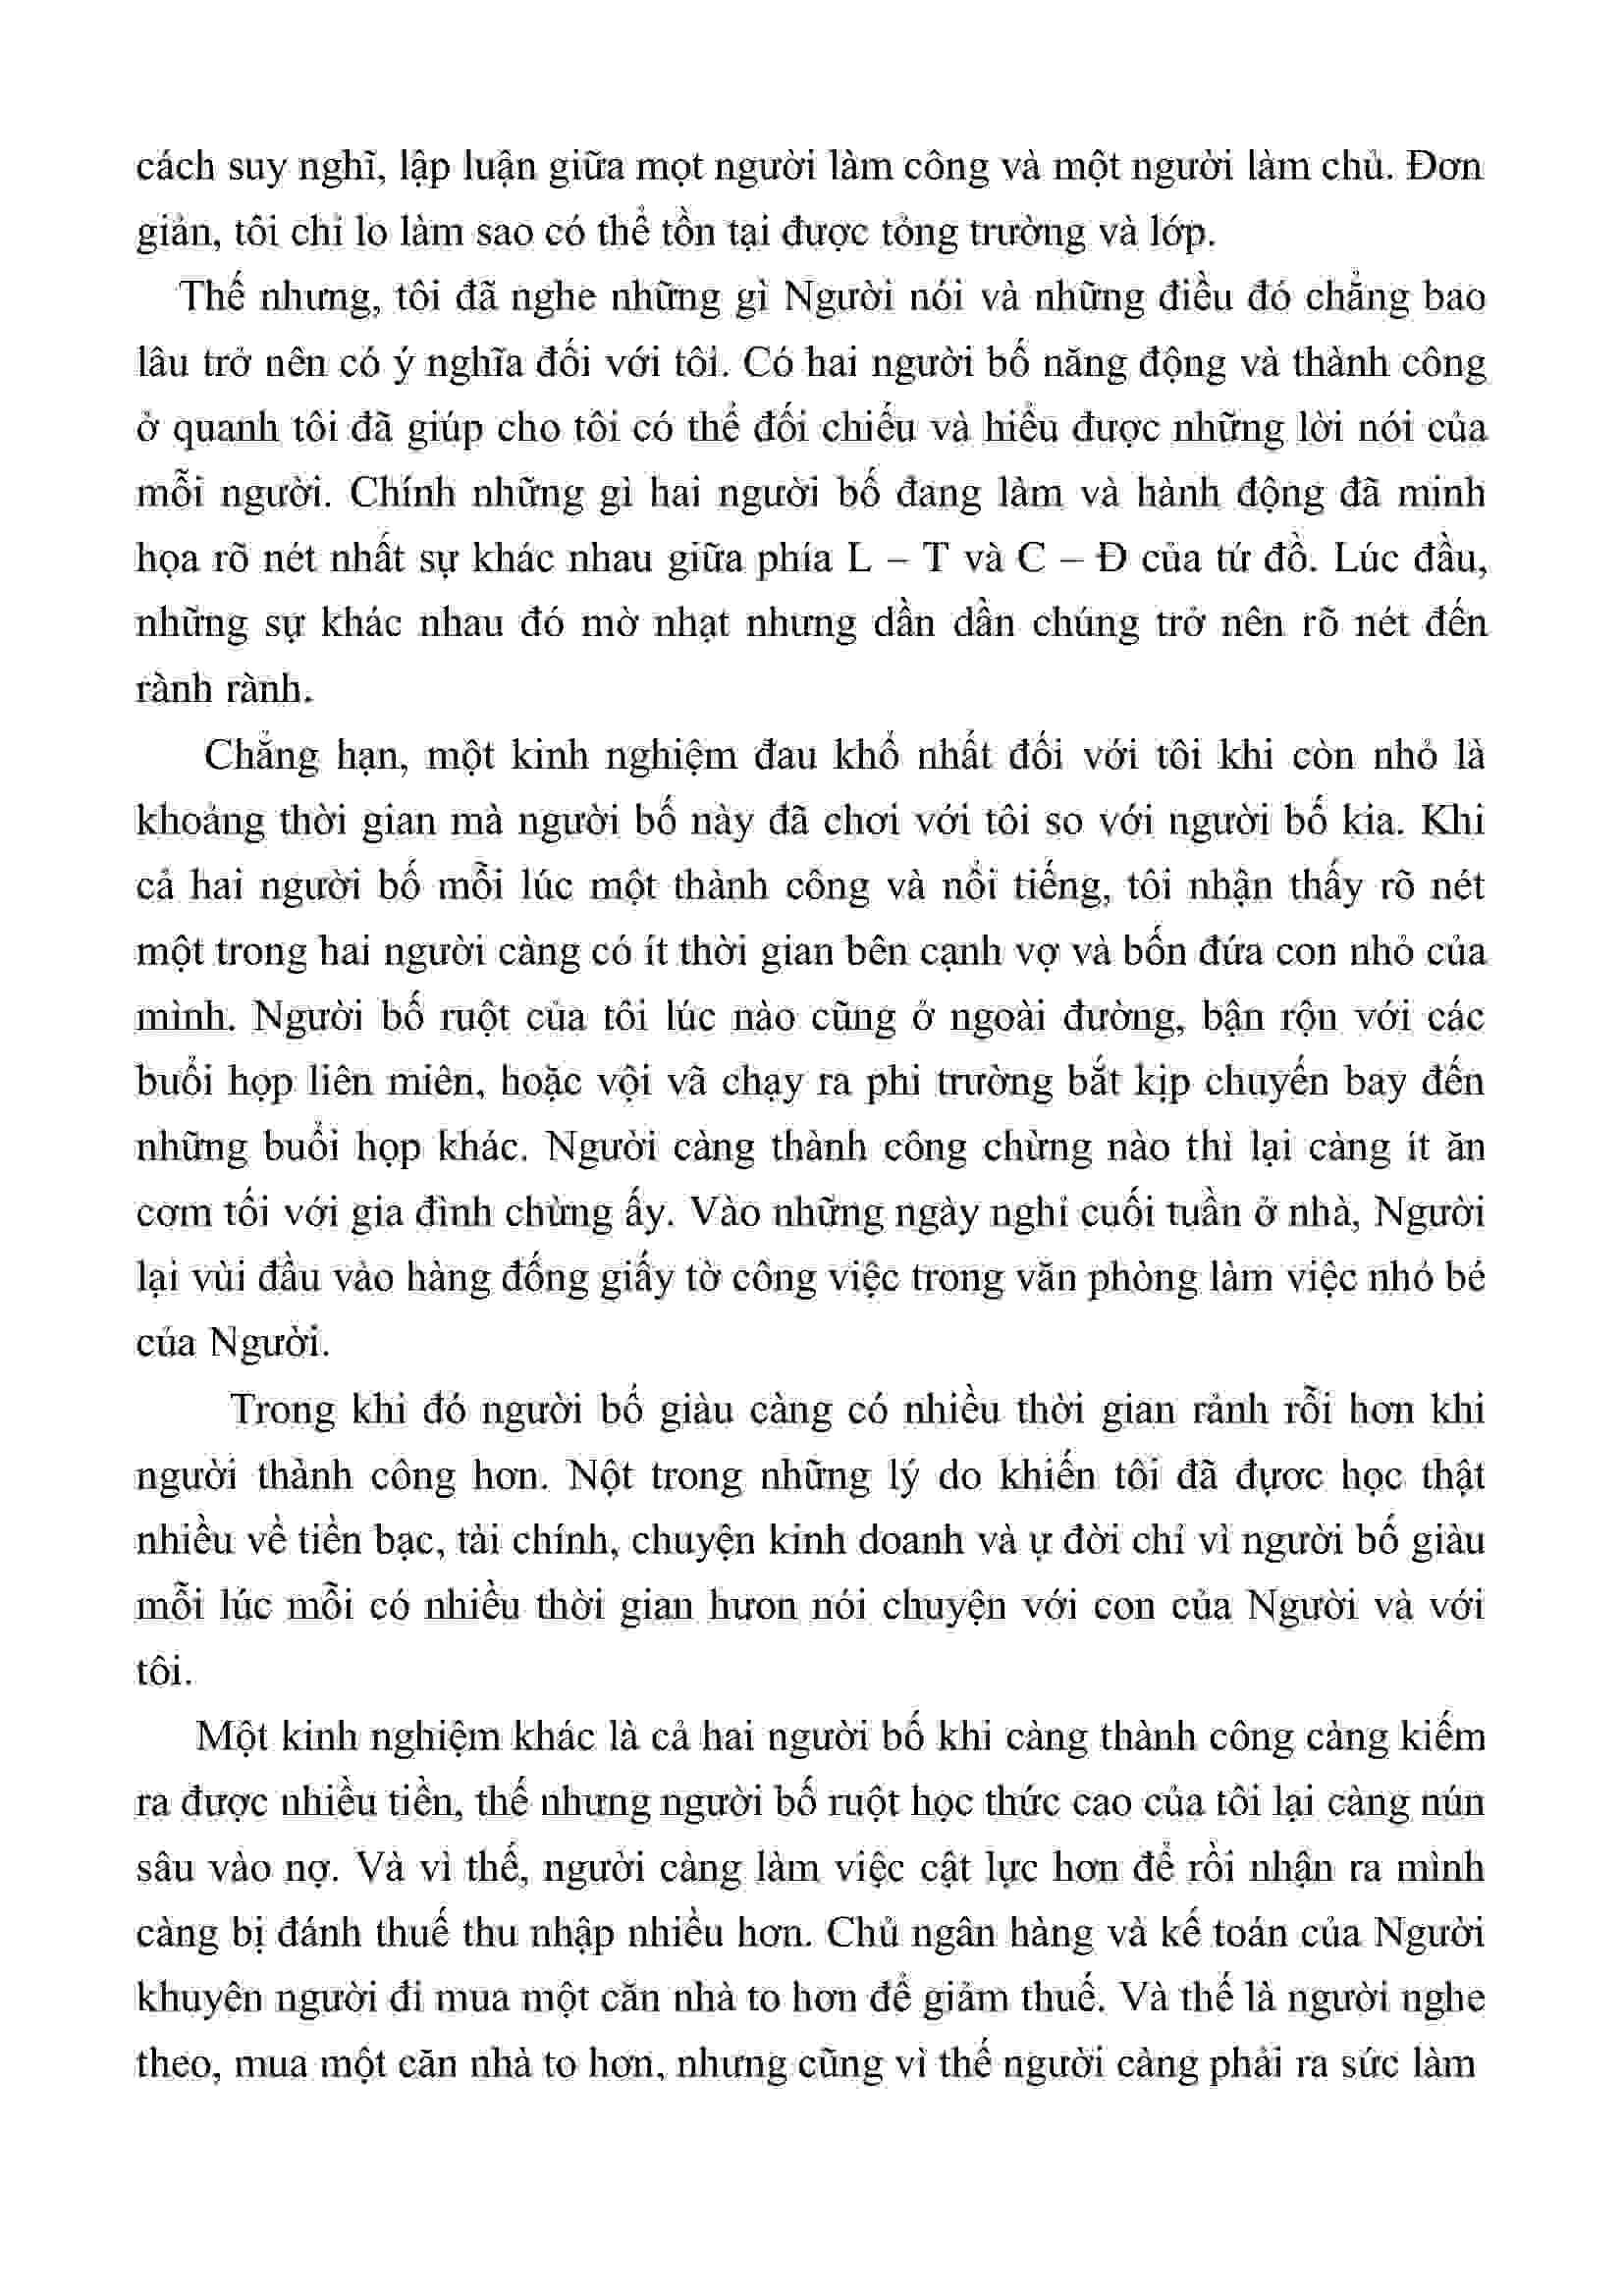 cách suy nghĩ, lập luận giữa mọt người làm công và một người làm chủ. Đơn
giản, tôi chỉ lo làm sao có thể tồn tại được tỏng trường và lớp.
Thế nhưng, tôi đã nghe những gì Người nói và những điều đó chẳng bao
lâu trở nên có ý nghĩa đối với tôi. Có hai người bố năng động và thành công
ở quanh tôi đã giúp cho tôi có thể đối chiếu và hiểu được những lời nói của
mỗi người. Chính những gì hai người bố đang làm và hành động đã minh
họa rõ nét nhất sự khác nhau giữa phía L – T và C – Đ của tứ đồ. Lúc đầu,
những sự khác nhau đó mờ nhạt nhưng dần dần chúng trở nên rõ nét đến
rành rành.
Chẳng hạn, một kinh nghiệm đau khổ nhất đối với tôi khi còn nhỏ là
khoảng thời gian mà người bố này đã chơi với tôi so với người bố kia. Khi
cả hai người bố mỗi lúc một thành công và nổi tiếng, tôi nhận thấy rõ nét
một trong hai người càng có ít thời gian bên cạnh vợ và bốn đứa con nhỏ của
mình. Người bố ruột của tôi lúc nào cũng ở ngoài đường, bận rộn với các
buổi họp liên miên, hoặc vội vã chạy ra phi trường bắt kịp chuyến bay đến
những buổi họp khác. Người càng thành công chừng nào thì lại càng ít ăn
cơm tối với gia đình chừng ấy. Vào những ngày nghỉ cuối tuần ở nhà, Người
lại vùi đầu vào hàng đống giấy tờ công việc trong văn phòng làm việc nhỏ bé
của Người.
Trong khi đó người bố giàu càng có nhiều thời gian rảnh rỗi hơn khi
người thành công hơn. Nột trong những lý do khiến tôi đã đựơc học thật
nhiều về tiền bạc, tài chính, chuyện kinh doanh và ự đời chỉ vì người bố giàu
mỗi lúc mỗi có nhiều thời gian hưon nói chuyện với con của Người và với
tôi.
Một kinh nghiệm khác là cả hai người bố khi càng thành công càng kiếm
ra được nhiều tiền, thế nhưng người bố ruột học thức cao của tôi lại càng nún
sâu vào nợ. Và vì thế, người càng làm việc cật lực hơn để rồi nhận ra mình
càng bị đánh thuế thu nhập nhiều hơn. Chủ ngân hàng và kế toán của Người
khuyên người đi mua một căn nhà to hơn để giảm thuế. Và thế là người nghe
theo, mua một căn nhà to hơn, nhưng cũng vì thế người càng phải ra sức làm